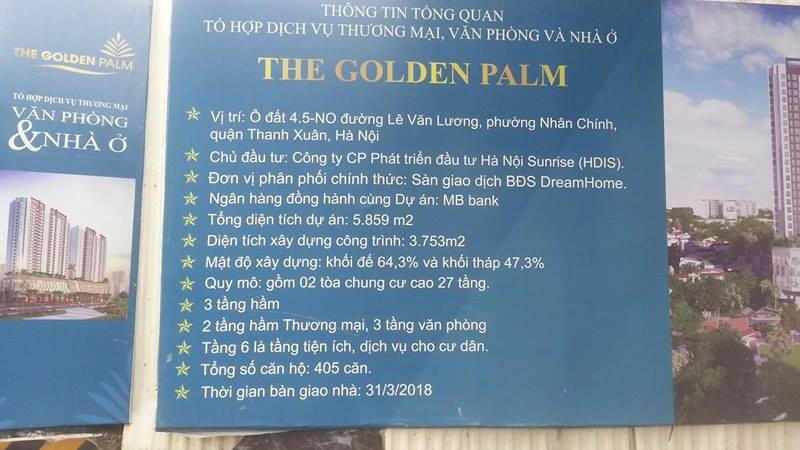 THE GOLDEN PALM
TỔ HỢP DỊCH VỤ THƯƠNG MẠI
VĂN PHÒNG
& NHÀ Ở
THÔNG TIN TỔNG QUAN
TỔ HỢP DỊCH VỤ THƯƠNG MẠI, VĂN PHÒNG VÀ NHÀ Ở
THE GOLDEN PALM
Vị trí: Ô đất 4.5-NO đường Lê Văn Lương, phường Nhân Chính,
quận Thanh Xuân, Hà Nội
Chủ đầu tư: Công ty CP Phát triển đầu tư Hà Nội Sunrise (HDIS).
Đơn vị phân phối chính thức: Sàn giao dịch BĐS DreamHome.
Ngân hàng đồng hành cùng Dự án: MB bank
Tổng diện tích dự án: 5.859 m2
Diện tích xây dựng công trình: 3.753m2
Mật độ xây dựng: khối đế 64,3% và khối tháp 47,3%
Quy mô: gồm 02 tòa chung cư cao 27 tầng.
3 tầng hầm
2 tầng hầm Thương mại, 3 tầng văn phòng
Tầng 6 là tầng tiện ích, dịch vụ cho cư dân.
Tổng số căn hộ: 405 căn.
Thời gian bàn giao nhà: 31/3/2018